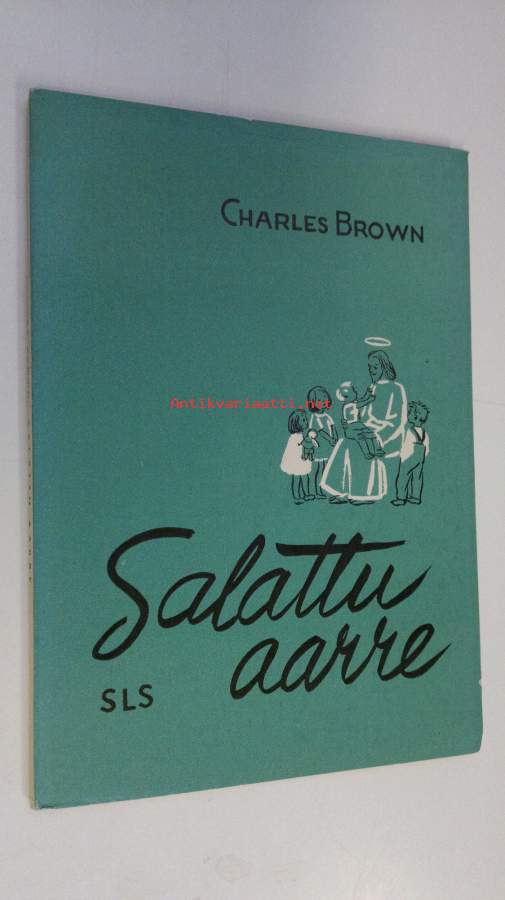 CHARLES BROWN
Antikvariaatti.net
Salattu
aarre
SLS